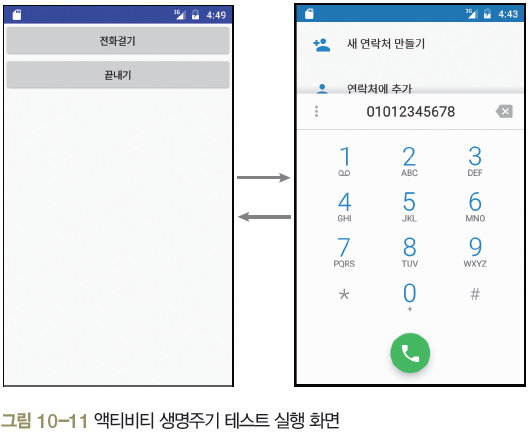 3G 4:49
전화걸기
끝내기
3G 4:43
새 연락처 만들기
연락처에 추가
01012345678
1 2 3
ABC DEF
4 5 6
GHI JKL MNO
7 8 9
PQRS TUV WXYZ
* 0 #
+
그림 10-11 액티비티 생명주기 테스트 실행 화면